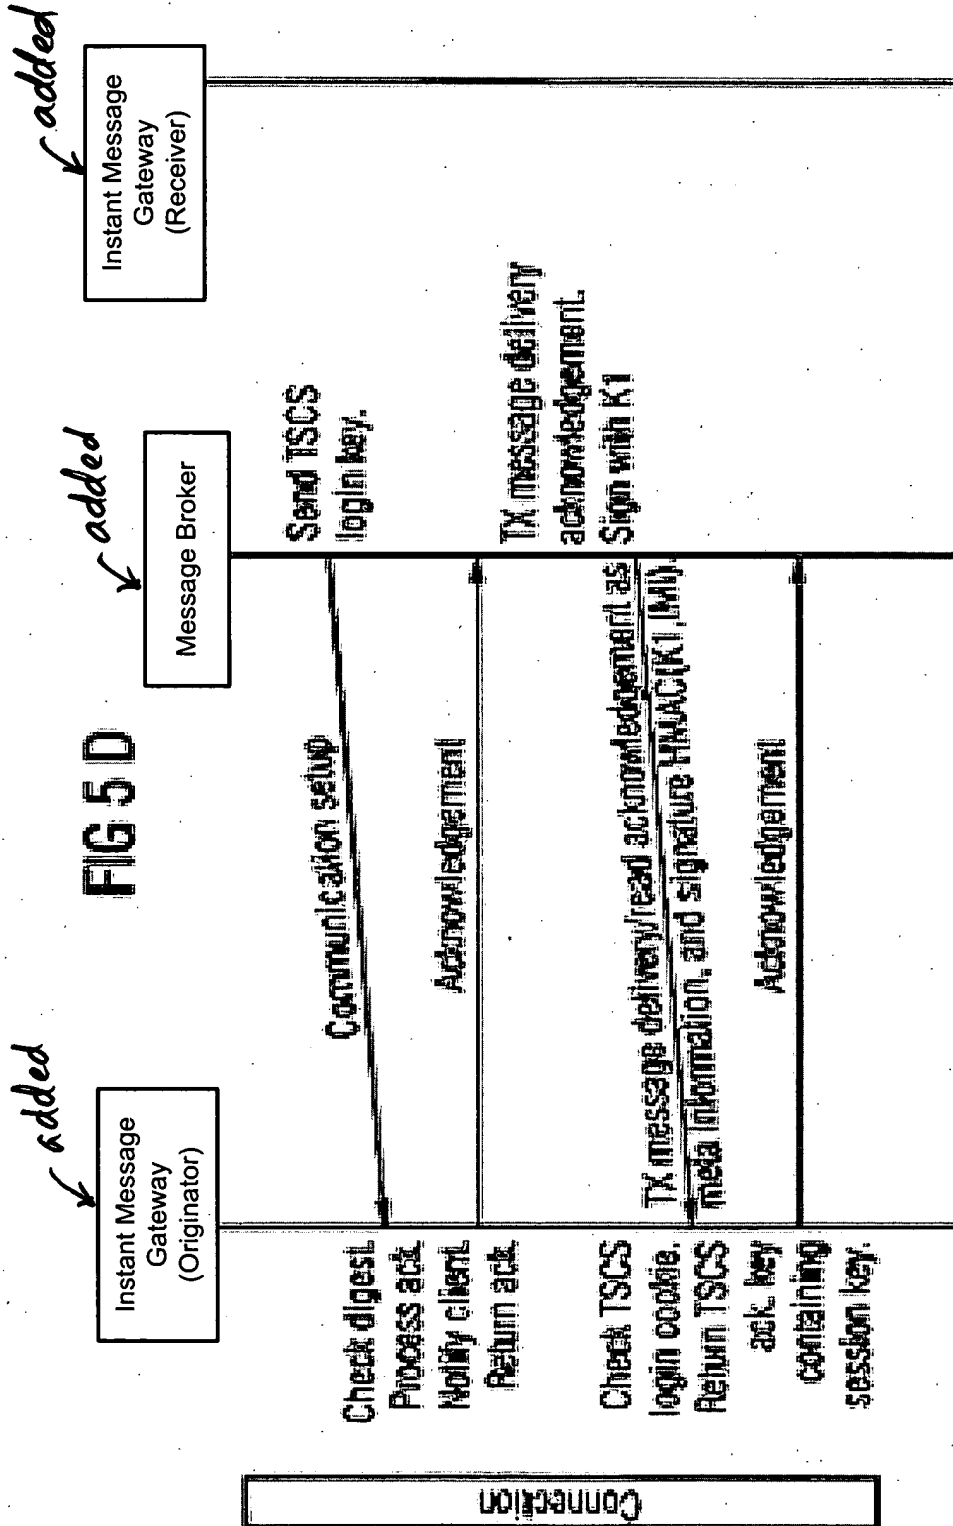 FIG 5 D
added
Instant Message
Gateway
(Originator)
added
Message Broker
added
Instant Message
Gateway
(Receiver)
Send TSCS
login key.
Communication setup
Check digest.
Process ack.
Notify client.
Return ack.
Acknowledgement
TX message delivery
acknowledgement.
Sign with K1
TX message delivery/read acknowledgement as
meta information, and signature HMAC(K1,(MI).
Check TSCS
login cookie.
Return TSCS
ack. key
containing
session key.
Acknowledgement
Connection